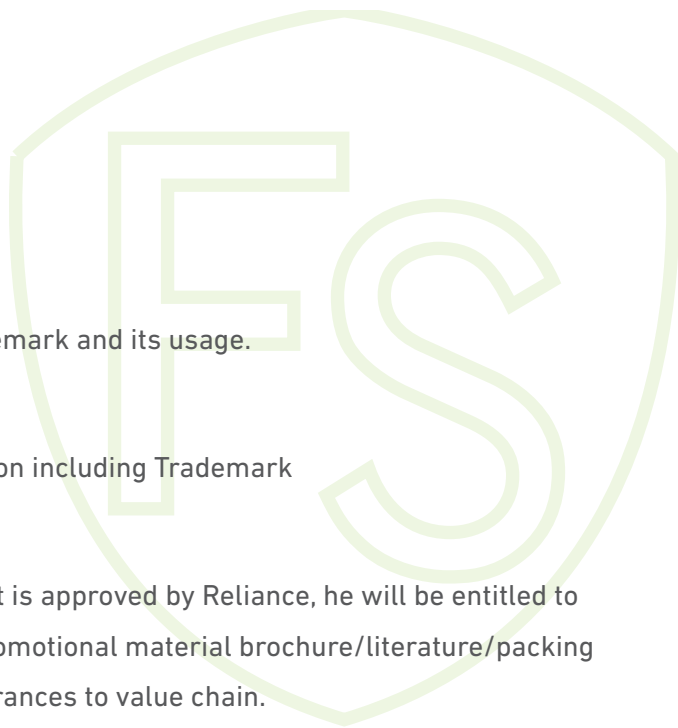 FS
emark and its usage.
on including Trademark
t is approved by Reliance, he will be entitled to
omotional material brochure/literature/packing
rances to value chain.